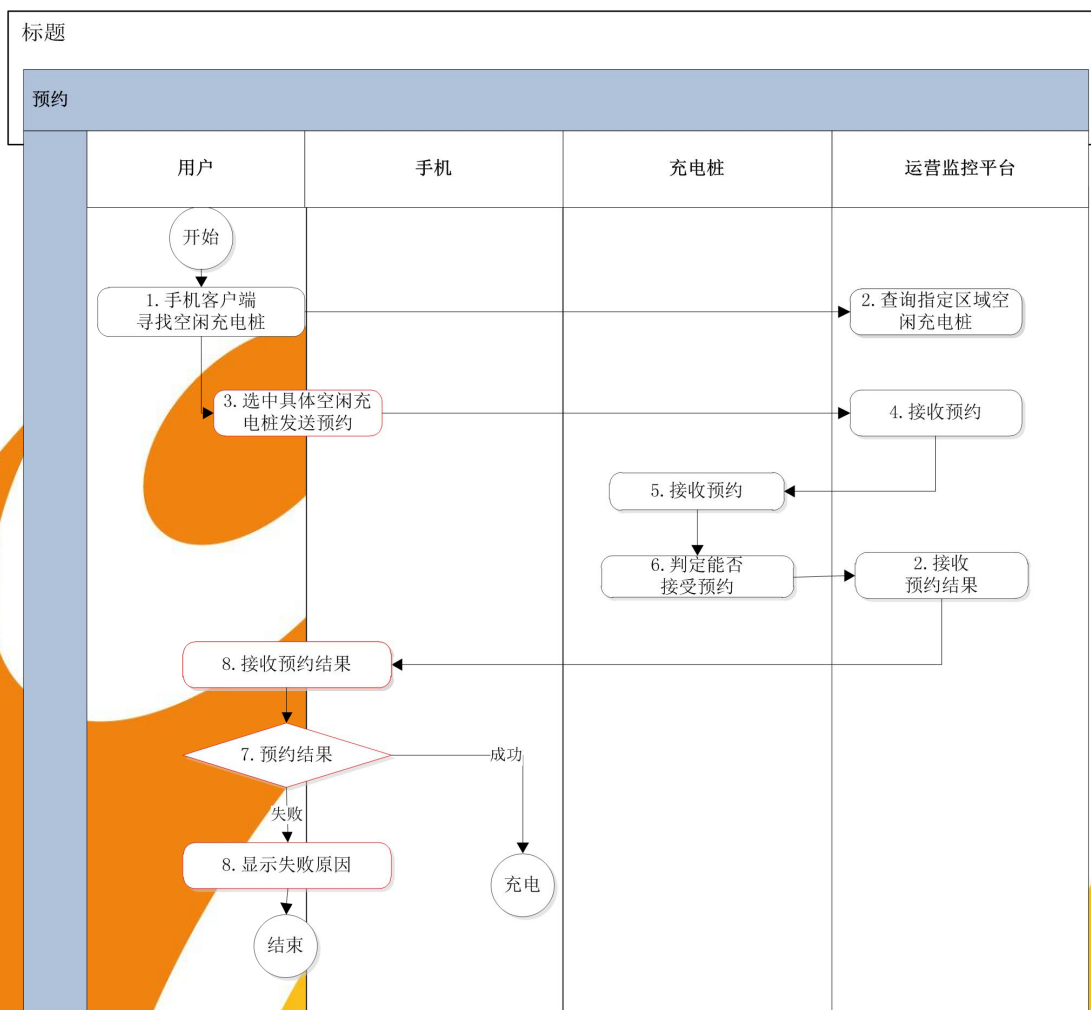 标题
预约
用户
手机
充电桩
运营监控平台
开始
1.手机客户端
寻找空闲充电桩
2.查询指定区域空
闲充电桩
3.选中具体空闲充
电桩发送预约
4.接收预约
5.接收预约
6.判定能否
接受预约
2.接收
预约结果
8.接收预约结果
7.预约结果
成功
失败
8.显示失败原因
充电
结束